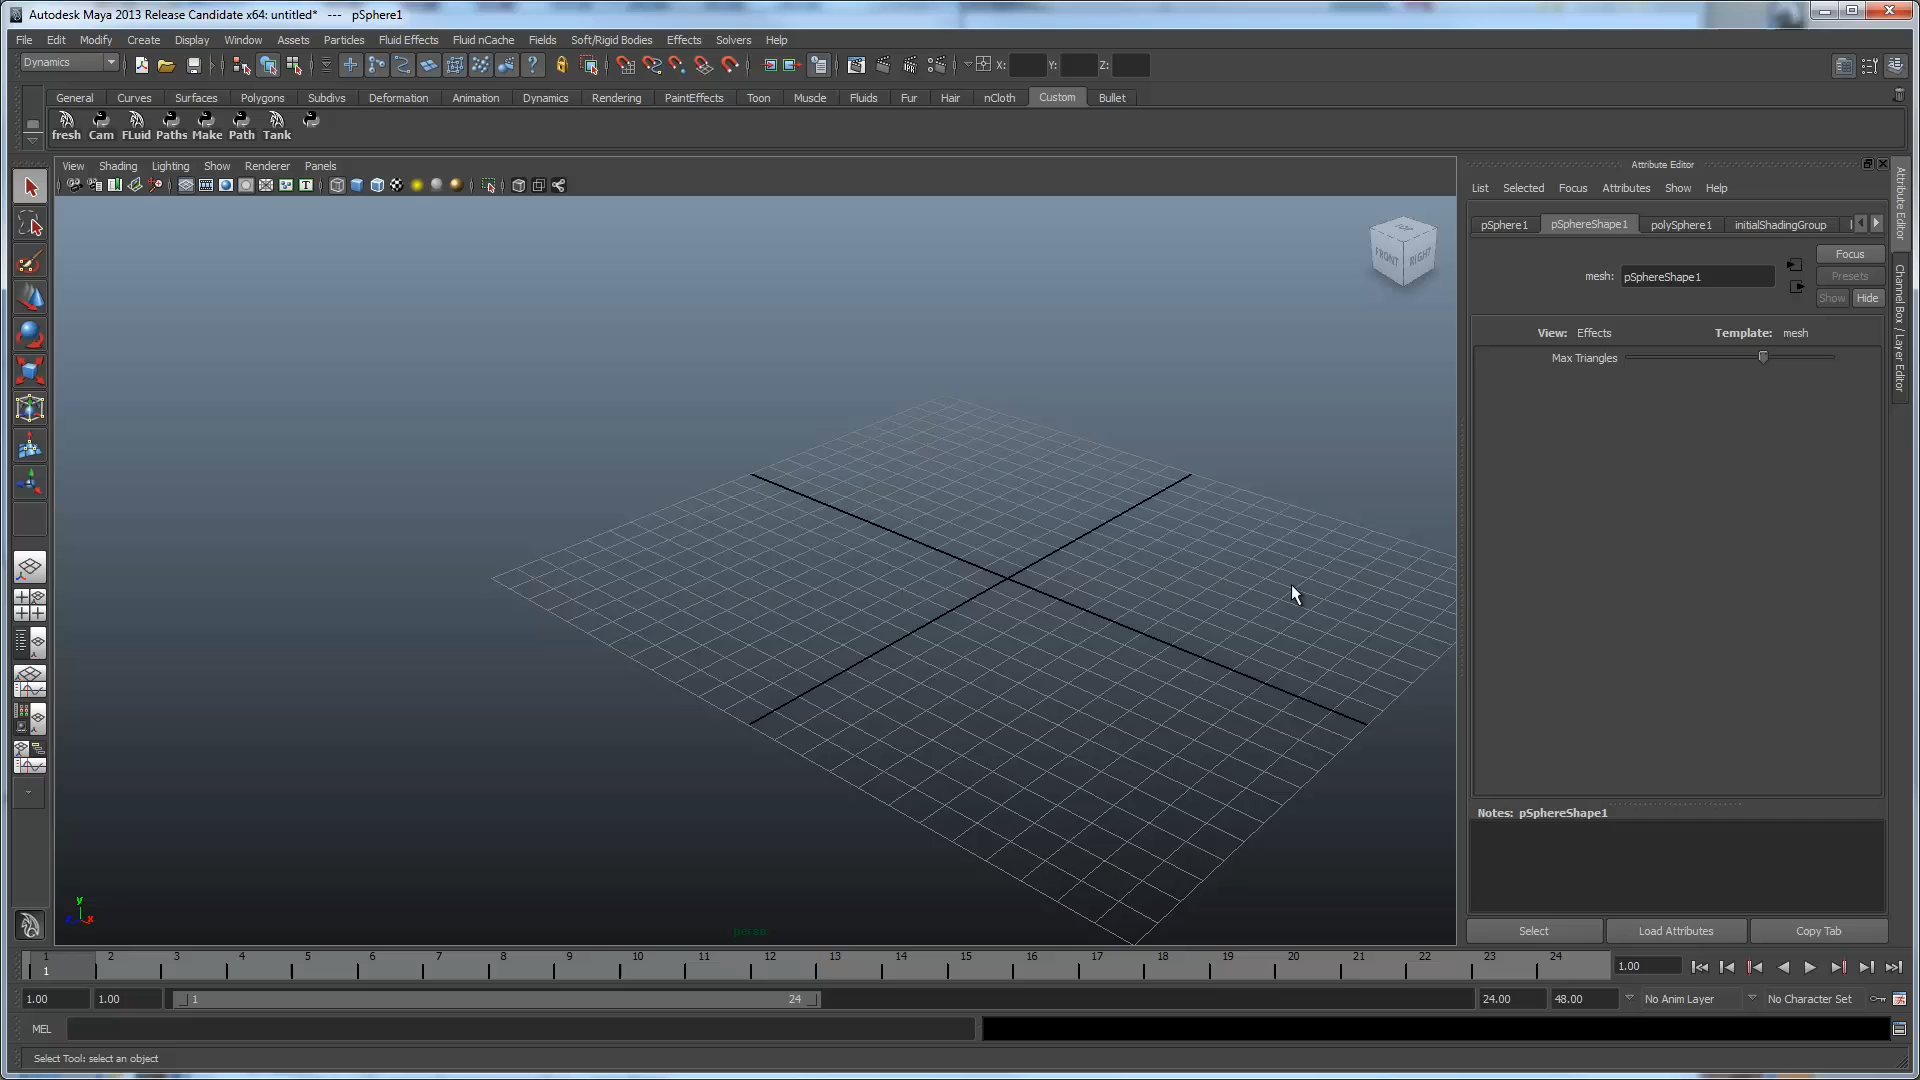 Autodesk Maya 2013 Release Candidate x64: untitled*   ---   pSphere1
File Edit Modify Create Display Window Assets Particles Fluid Effects Fluid nCache Fields Soft/Rigid Bodies Effects Solvers Help
Dynamics X: Y: Z:
General Curves Surfaces Polygons Subdivs Deformation Animation Dynamics Rendering PaintEffects Toon Muscle Fluids Fur Hair nCloth Custom Bullet
fresh Cam FLuid Paths Make Path Tank
View Shading Lighting Show Renderer Panels
TOP
FRONT RIGHT
y
x
persp
Attribute Editor
List Selected Focus Attributes Show Help
pSphere1 pSphereShape1 polySphere1 initialShadingGroup
Focus
mesh: pSphereShape1
Presets
Show Hide
View: Effects Template: mesh
Max Triangles
Notes: pSphereShape1
Select Load Attributes Copy Tab
Attribute Editor
Channel Box / Layer Editor
1 2 3 4 5 6 7 8 9 10 11 12 13 14 15 16 17 18 19 20 21 22 23 24
1 1.00
1.00 1.00 1 24 24.00 48.00 No Anim Layer No Character Set
MEL
Select Tool: select an object